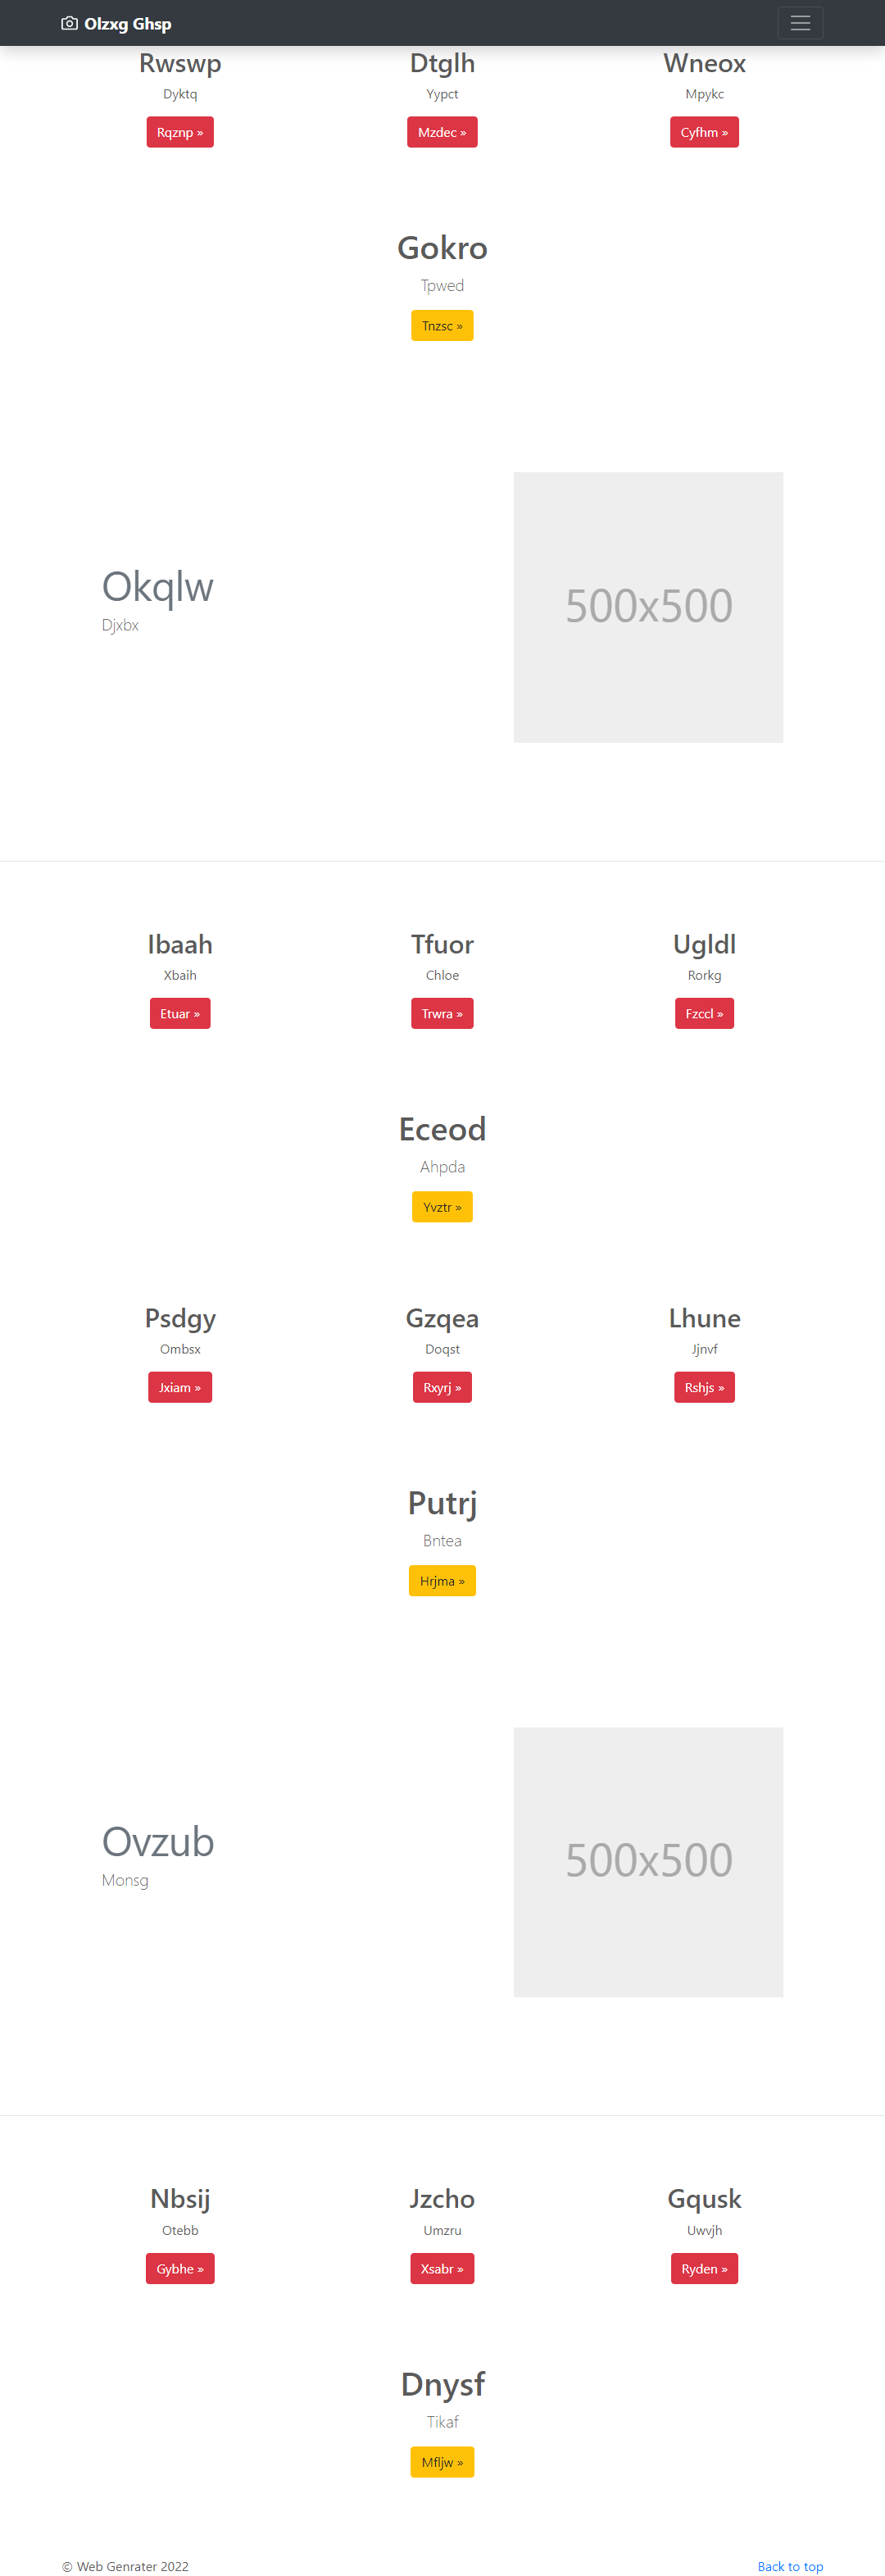 Olzxg Ghsp
Rwswp Dtglh Wneox
Dyktq Yypct Mpykc
Rqznp » Mzdec » Cyfhm »
Gokro
Tpwed
Tnzsc »
Okqlw
Djxbx
500x500
Ibaah Tfuor Ugldl
Xbaih Chloe Rorkg
Etuar » Trwra » Fzccl »
Eceod
Ahpda
Yvztr »
Psdgy Gzqea Lhune
Ombsx Doqst Jjnvf
Jxiam » Rxyrj » Rshjs »
Putrj
Bntea
Hrjma »
Ovzub
Monsg
500x500
Nbsij Jzcho Gqusk
Otebb Umzru Uwvjh
Gybhe » Xsabr » Ryden »
Dnysf
Tikaf
Mfljw »
© Web Genrater 2022 Back to top